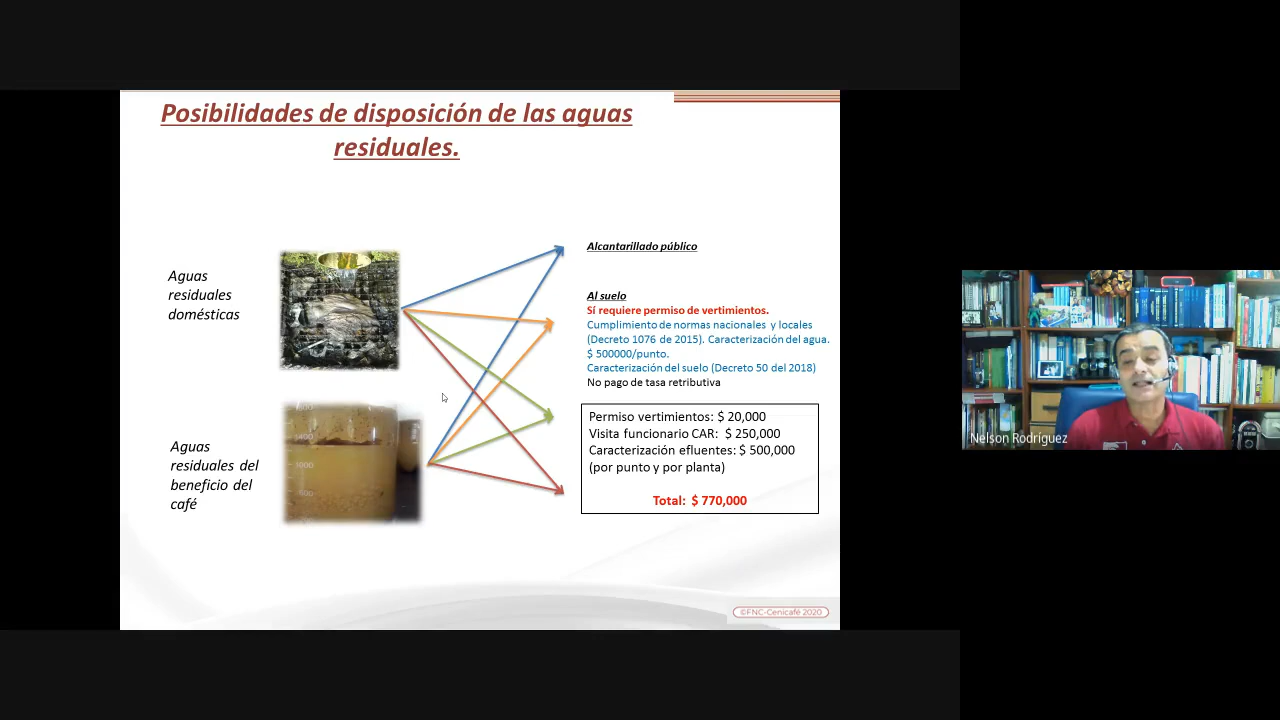 Posibilidades de disposición de las aguas
residuales.
Aguas
residuales
domésticas
Aguas
residuales del
beneficio del
café
Alcantarillado público
Al suelo
Sí requiere permiso de vertimientos.
Cumplimiento de normas nacionales y locales
(Decreto 1076 de 2015). Caracterización del agua.
$ 500000/punto.
Caracterización del suelo (Decreto 50 del 2018)
No pago de tasa retributiva
Permiso vertimientos: $ 20,000
Visita funcionario CAR: $ 250,000
Caracterización efluentes: $ 500,000
(por punto y por planta)
Total: $ 770,000
©FNC-Cenicafé 2020
Nelson Rodríguez